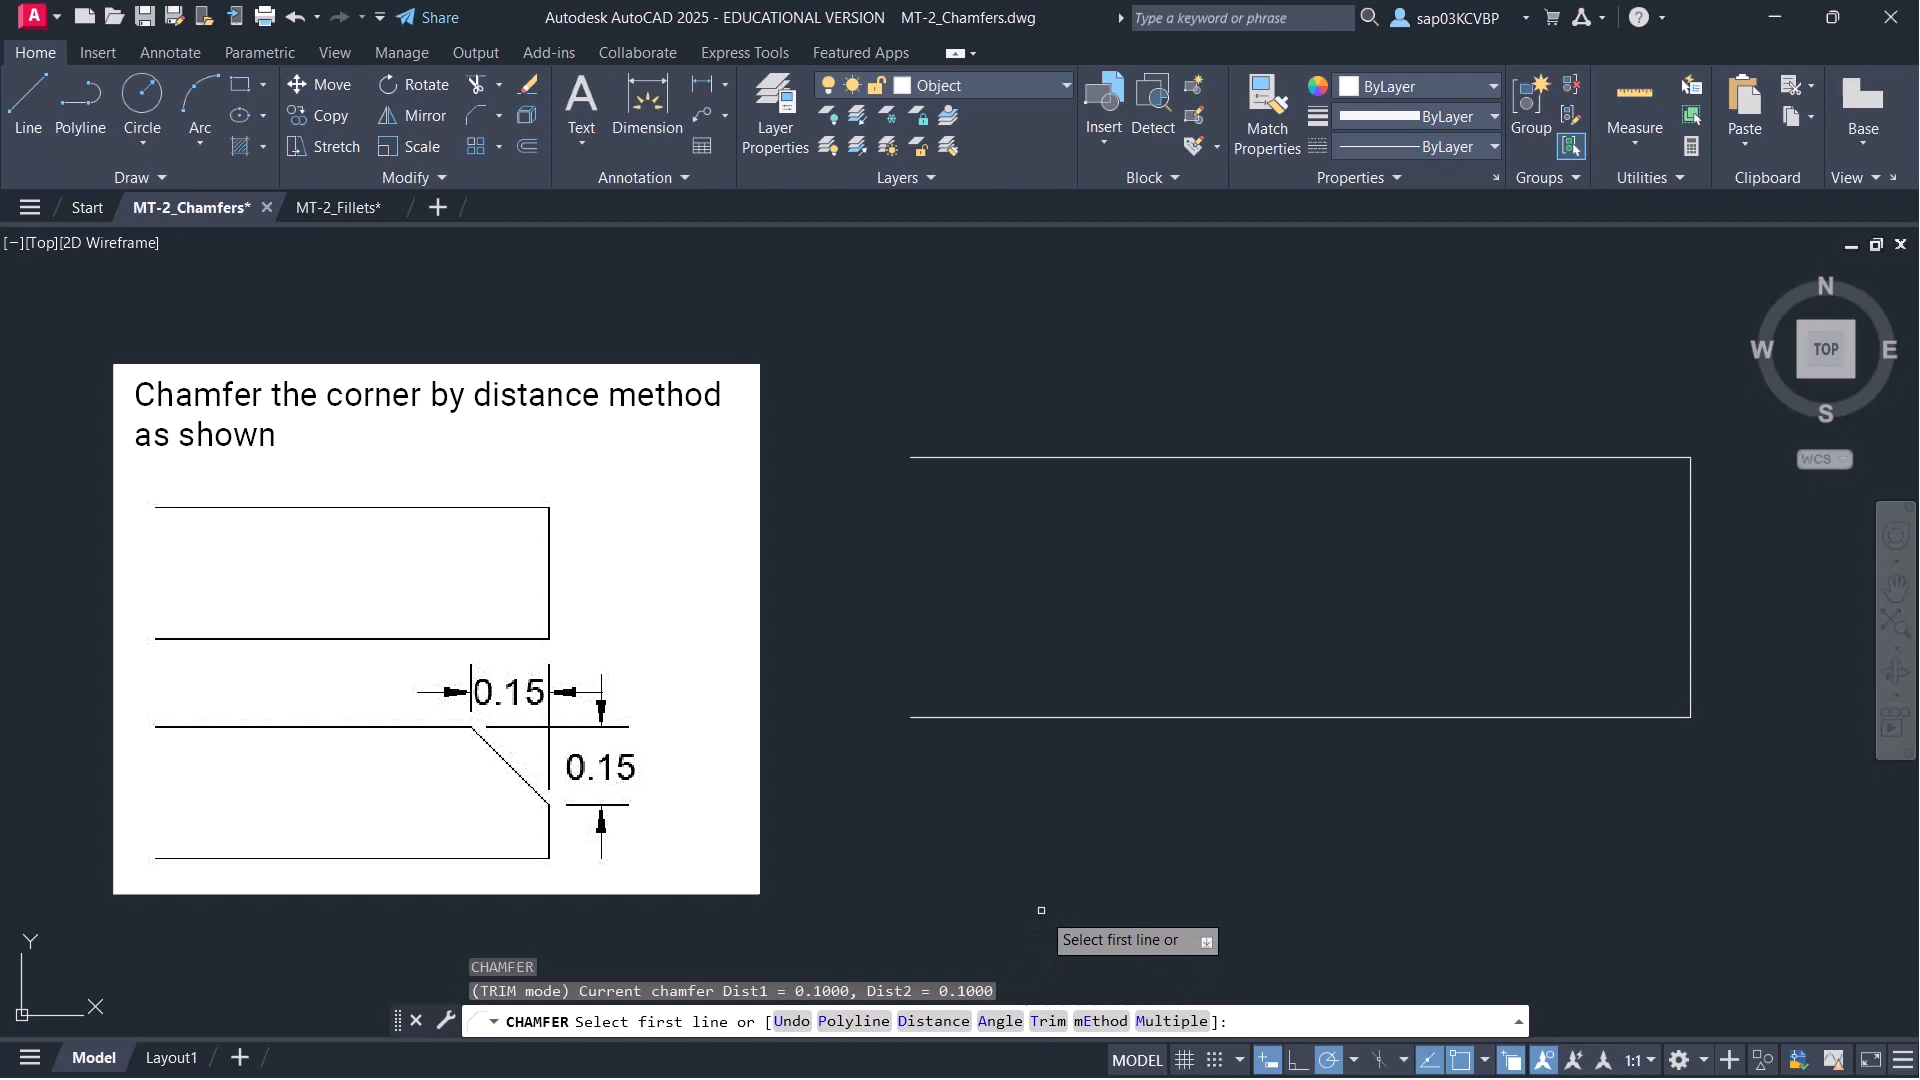 Share
Autodesk AutoCAD 2025 - EDUCATIONAL VERSION MT-2_Chamfers.dwg
Type a keyword or phrase
sap03KCVBP
Home Insert Annotate Parametric View Manage Output Add-ins Collaborate Express Tools Featured Apps
Line Polyline Circle Arc
Move Rotate
Copy Mirror
Stretch Scale
Text Dimension
Layer Properties
Object
Insert Detect
Match Properties
ByLayer
ByLayer
ByLayer
Group
Measure
Paste
Base
Draw Modify Annotation Layers Block Properties Groups Utilities Clipboard View
Start MT-2_Chamfers* MT-2_Fillets*
[−][Top][2D Wireframe]
N
W TOP E
S
WCS
Chamfer the corner by distance method
as shown
0.15
0.15
Y
X
Select first line or
CHAMFER
(TRIM mode) Current chamfer Dist1 = 0.1000, Dist2 = 0.1000
CHAMFER Select first line or [Undo Polyline Distance Angle Trim mEthod Multiple]:
Model Layout1
MODEL 1:1